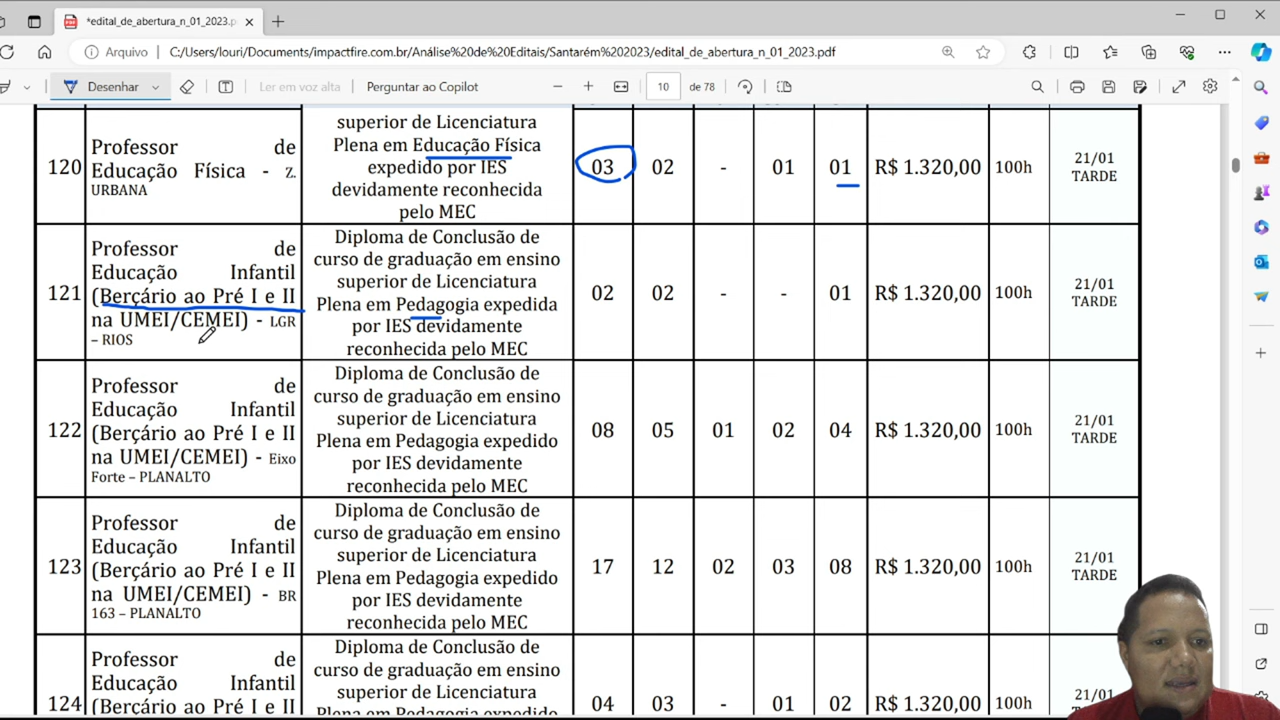 *edital_de_abertura_n_01_2023.p
Arquivo
C:/Users/louri/Documents/impactfire.com.br/Análise%20de%20Editais/Santarém%202023/edital_de_abertura_n_01_2023.pdf
Desenhar
Ler em voz alta
Perguntar ao Copilot
10 de 78
120
Professor de
Educação Física - Z.
URBANA
superior de Licenciatura
Plena em Educação Física
expedido por IES
devidamente reconhecida
pelo MEC
03 02 - 01 01 R$ 1.320,00 100h
21/01
TARDE
121
Professor de
Educação Infantil
(Berçário ao Pré I e II
na UMEI/CEMEI) - LGR
– RIOS
Diploma de Conclusão de
curso de graduação em ensino
superior de Licenciatura
Plena em Pedagogia expedida
por IES devidamente
reconhecida pelo MEC
02 02 - - 01 R$ 1.320,00 100h
21/01
TARDE
122
Professor de
Educação Infantil
(Berçário ao Pré I e II
na UMEI/CEMEI) - Eixo
Forte – PLANALTO
Diploma de Conclusão de
curso de graduação em ensino
superior de Licenciatura
Plena em Pedagogia expedido
por IES devidamente
reconhecida pelo MEC
08 05 01 02 04 R$ 1.320,00 100h
21/01
TARDE
123
Professor de
Educação Infantil
(Berçário ao Pré I e II
na UMEI/CEMEI) - BR
163 – PLANALTO
Diploma de Conclusão de
curso de graduação em ensino
superior de Licenciatura
Plena em Pedagogia expedido
por IES devidamente
reconhecida pelo MEC
17 12 02 03 08 R$ 1.320,00 100h
21/01
TARDE
124
Professor de
Educação Infantil
(Berçário ao Pré I e II
Diploma de Conclusão de
curso de graduação em ensino
superior de Licenciatura
Plena em Pedagogia expedido
04 03 - 01 02 R$ 1.320,00 100h
21/01
TARDE